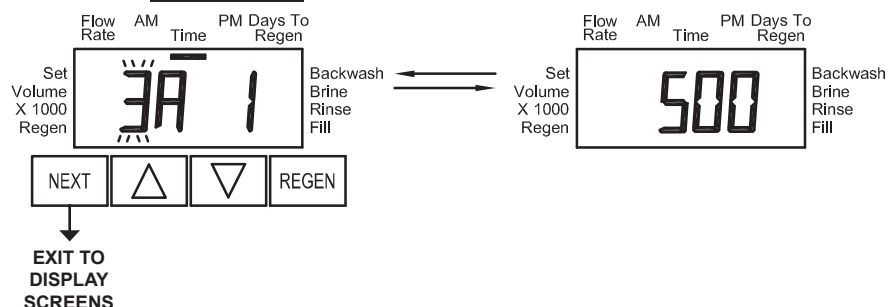 Flow Rate AM Time PM Days To Regen
Set Volume X 1000 Regen
3A 1
Backwash Brine Rinse Fill
NEXT REGEN
EXIT TO
DISPLAY
SCREENS
Flow Rate AM Time PM Days To Regen
Set Volume X 1000 Regen
500
Backwash Brine Rinse Fill